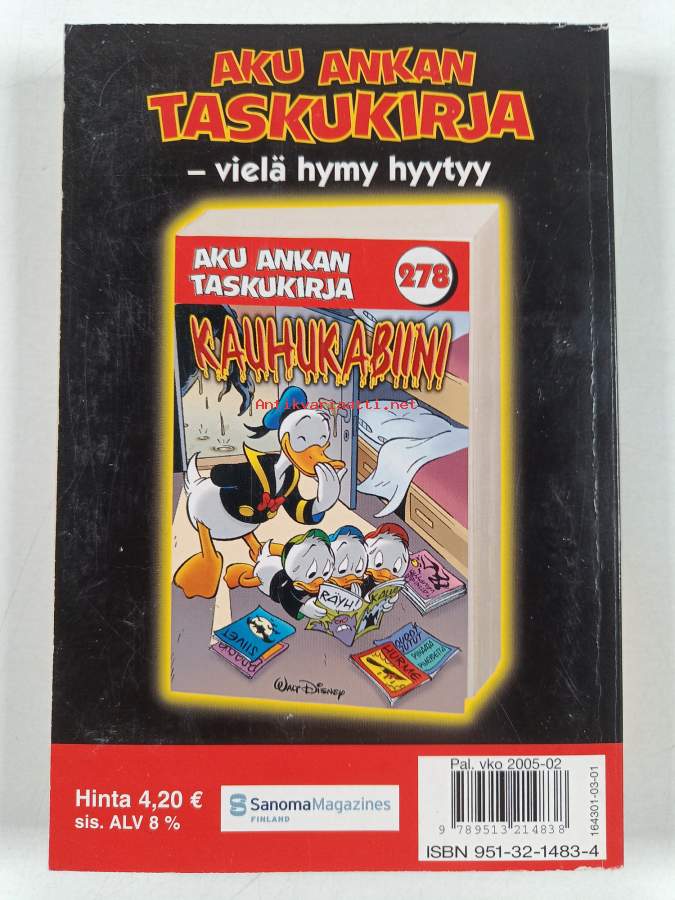 AKU ANKAN
TASKUKIRJA
– vielä hymy hyytyy
AKU ANKAN
TASKUKIRJA
278
KAUHUKABIINI
Antikvariaatti.net
RÄYH!
SIIVET
WALT DISNEY
Pal. vko 2005-02
Hinta 4,20 €
sis. ALV 8 %
SanomaMagazines
FINLAND
9 789513 214838
ISBN 951-32-1483-4
164301-03-01